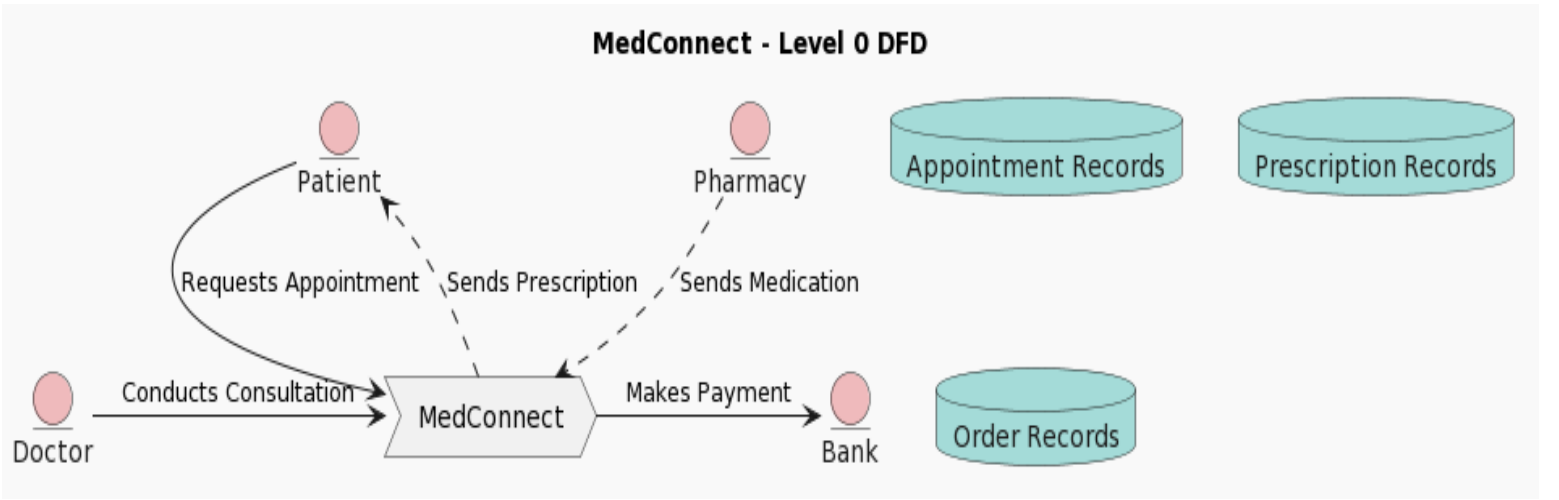 MedConnect - Level 0 DFD
Patient
Pharmacy
Appointment Records
Prescription Records
Requests Appointment
Sends Prescription
Sends Medication
Conducts Consultation
Makes Payment
Doctor
MedConnect
Bank
Order Records